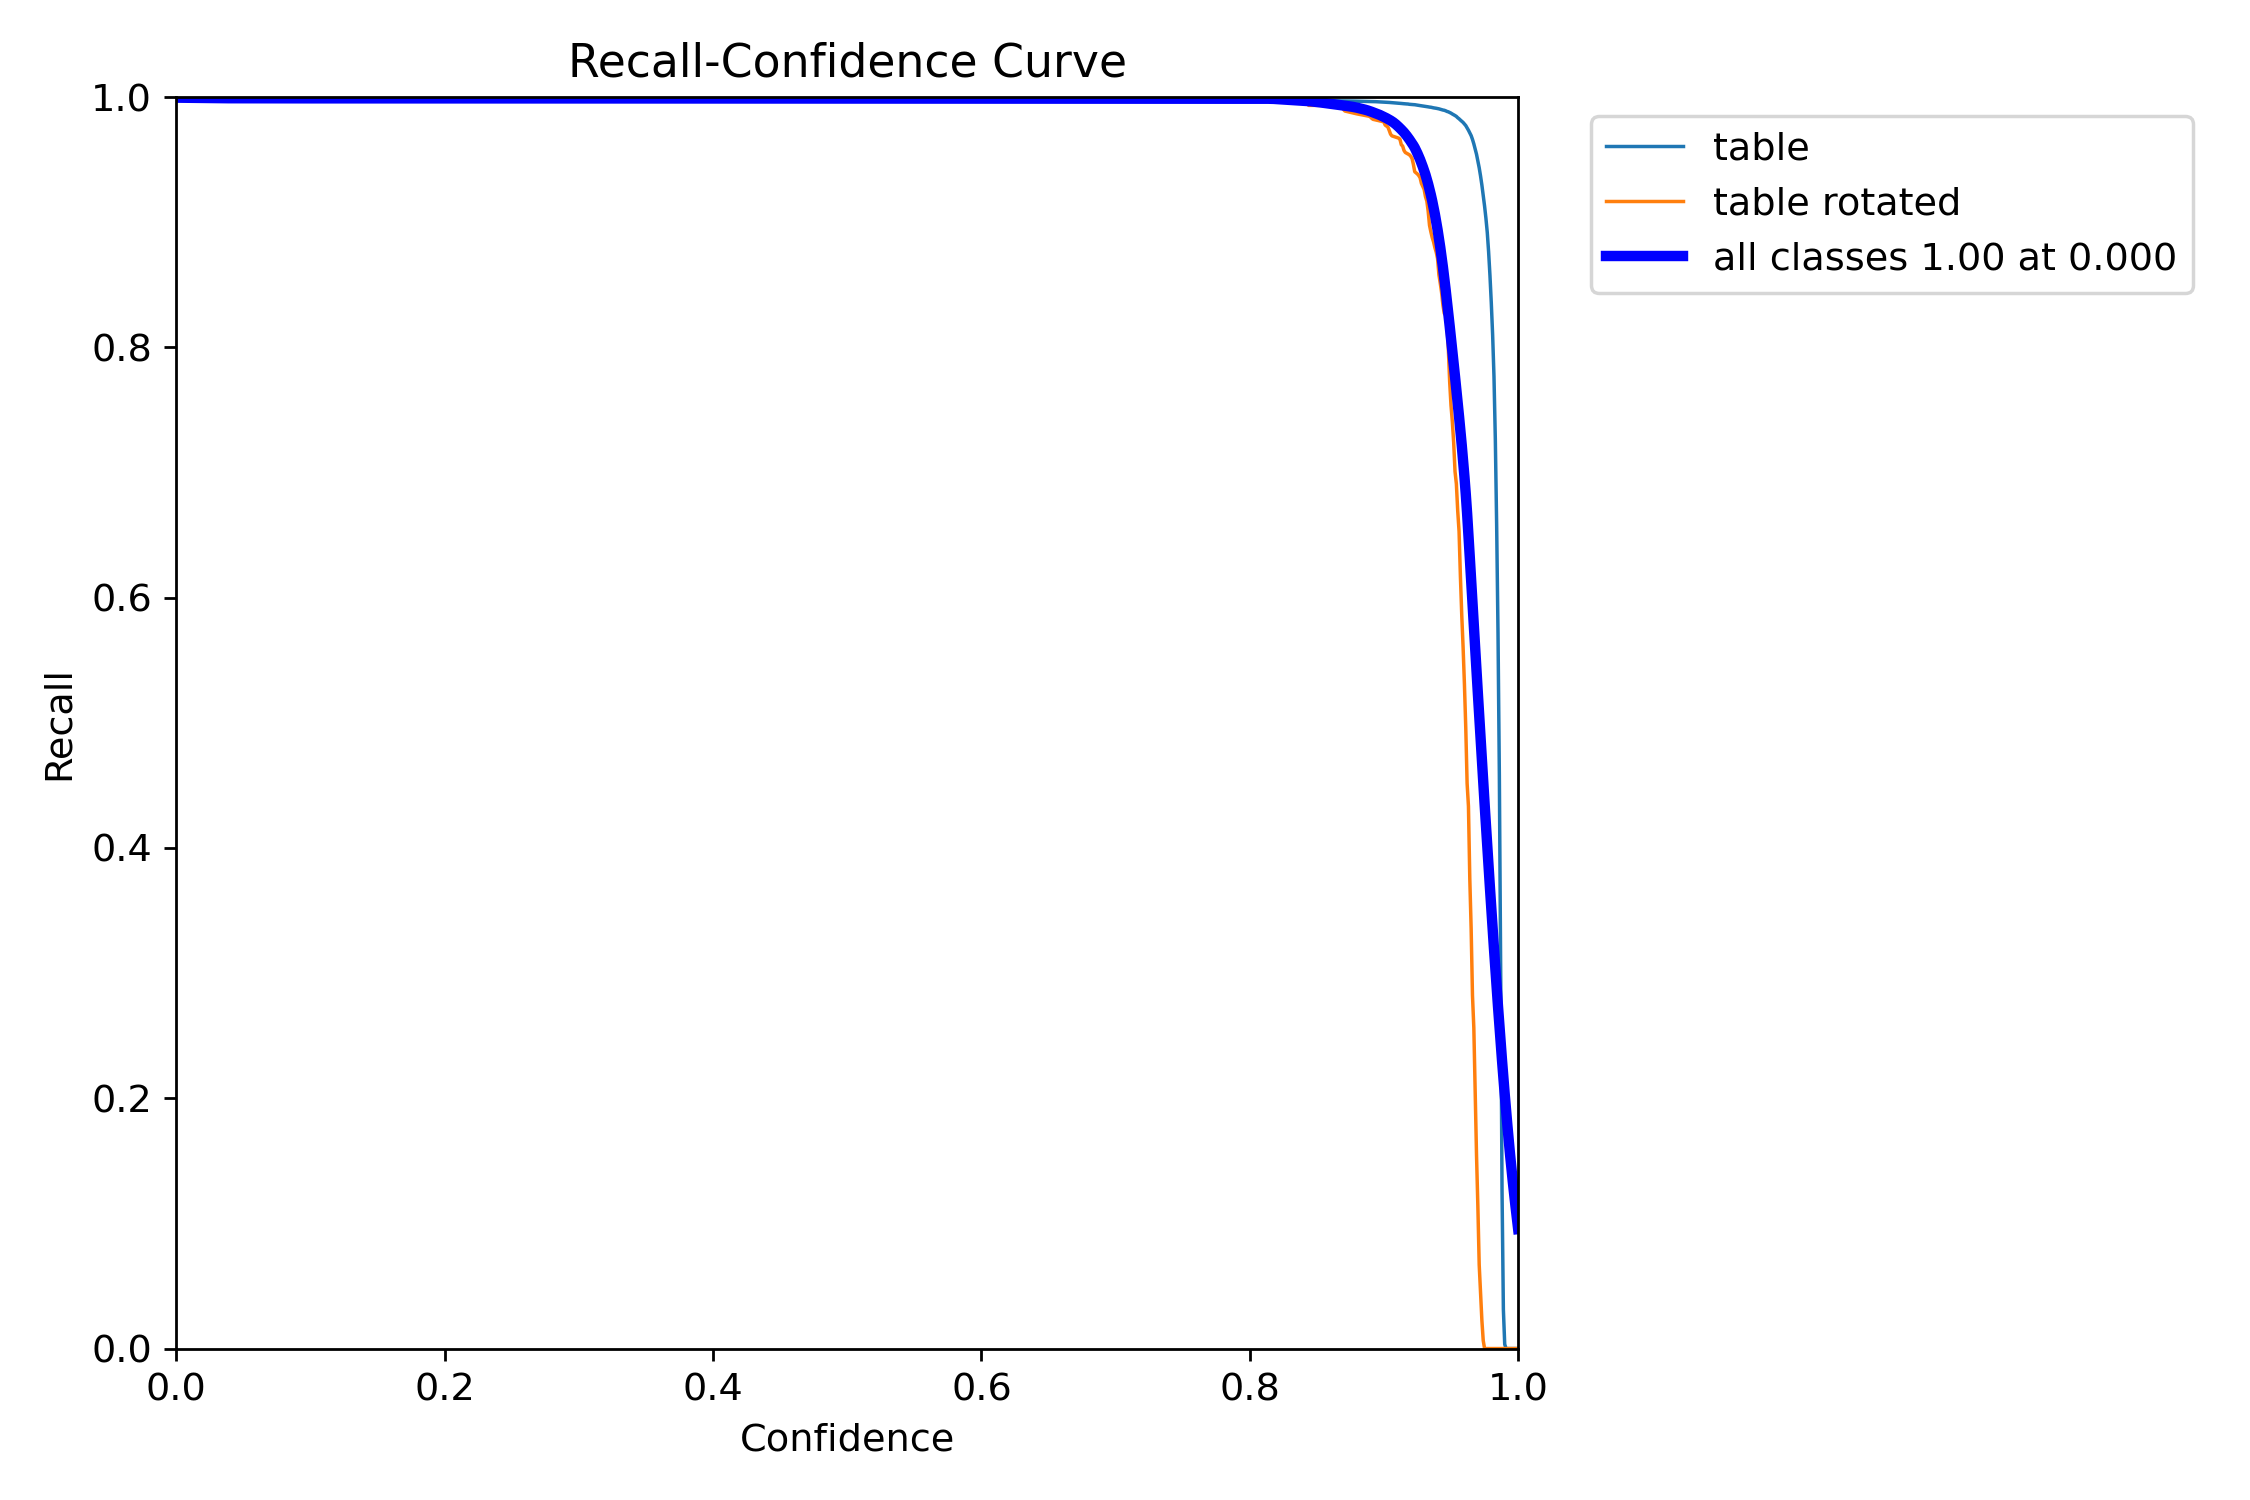 Recall-Confidence Curve
1.0
0.8
0.6
0.4
0.2
0.0
Recall
0.0 0.2 0.4 0.6 0.8 1.0
Confidence
table
table rotated
all classes 1.00 at 0.000